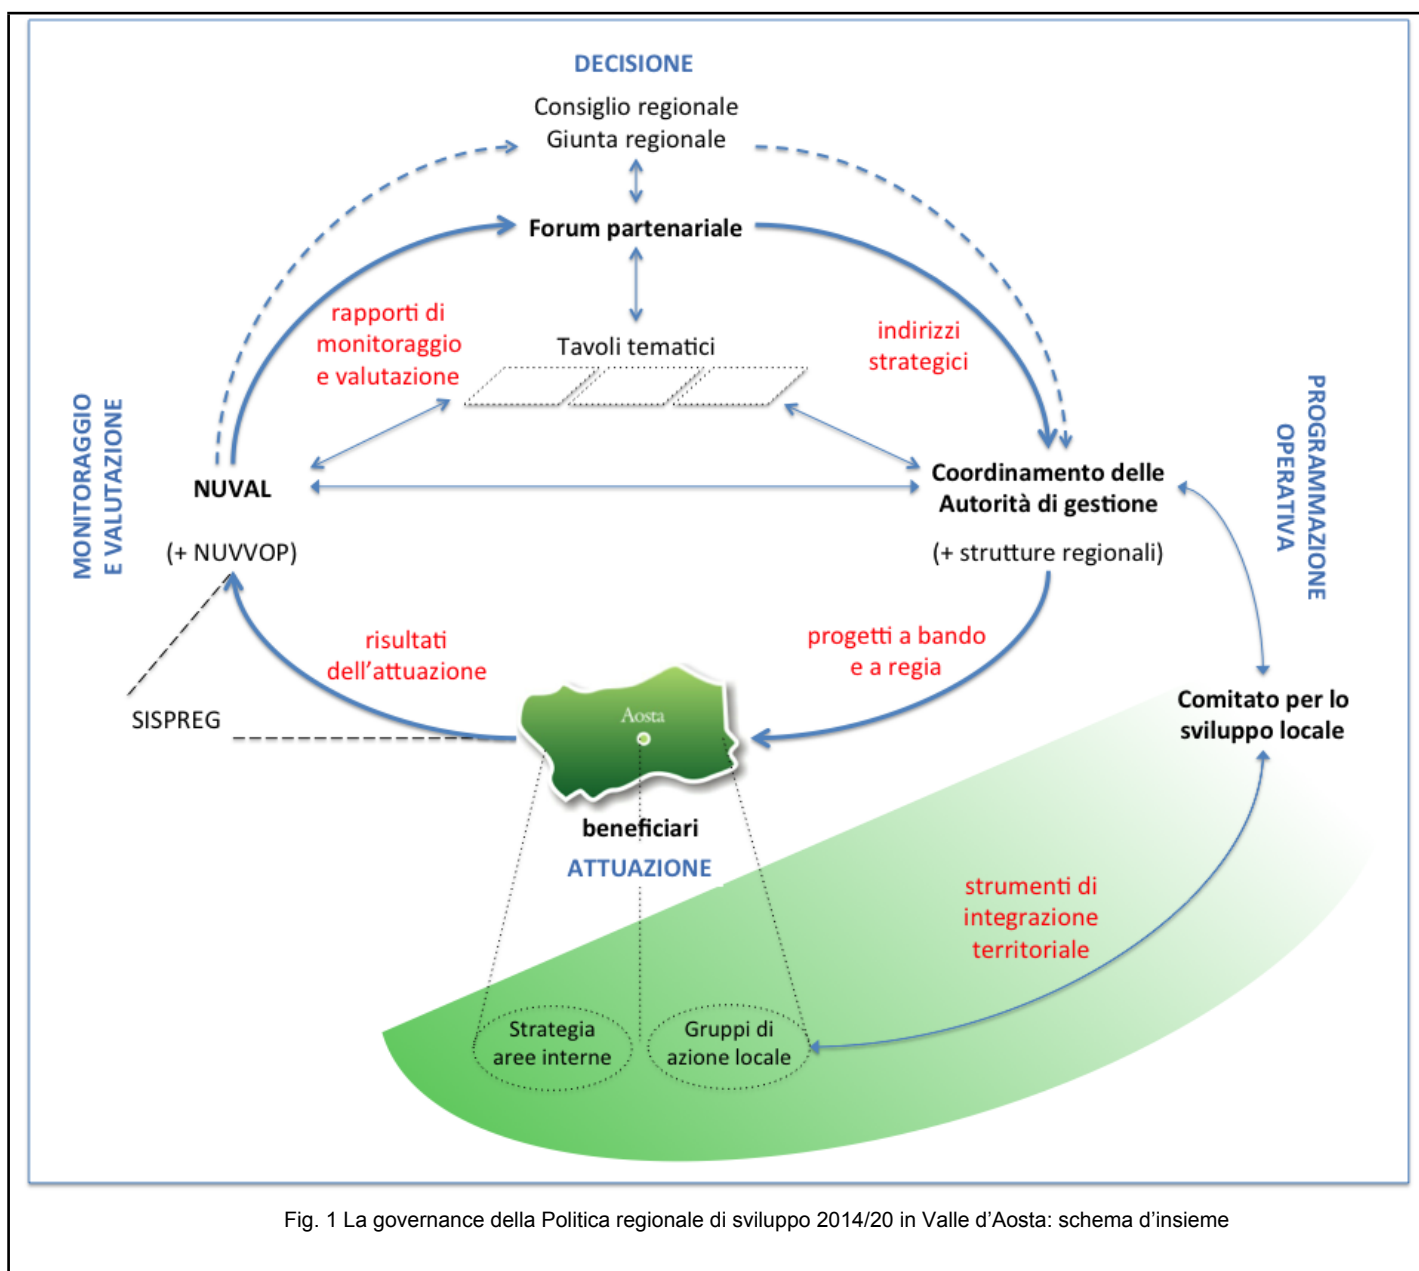 DECISIONE
Consiglio regionale
Giunta regionale
Forum partenariale
rapporti di
monitoraggio
e valutazione
Tavoli tematici
indirizzi
strategici
MONITORAGGIO
E VALUTAZIONE
PROGRAMMAZIONE
OPERATIVA
NUVAL
(+ NUVVOP)
Coordinamento delle
Autorità di gestione
(+ strutture regionali)
risultati
dell’attuazione
progetti a bando
e a regia
SISPREG
Aosta
Comitato per lo
sviluppo locale
beneficiari
ATTUAZIONE
strumenti di
integrazione
territoriale
Strategia
aree interne
Gruppi di
azione locale
Fig. 1 La governance della Politica regionale di sviluppo 2014/20 in Valle d’Aosta: schema d’insieme